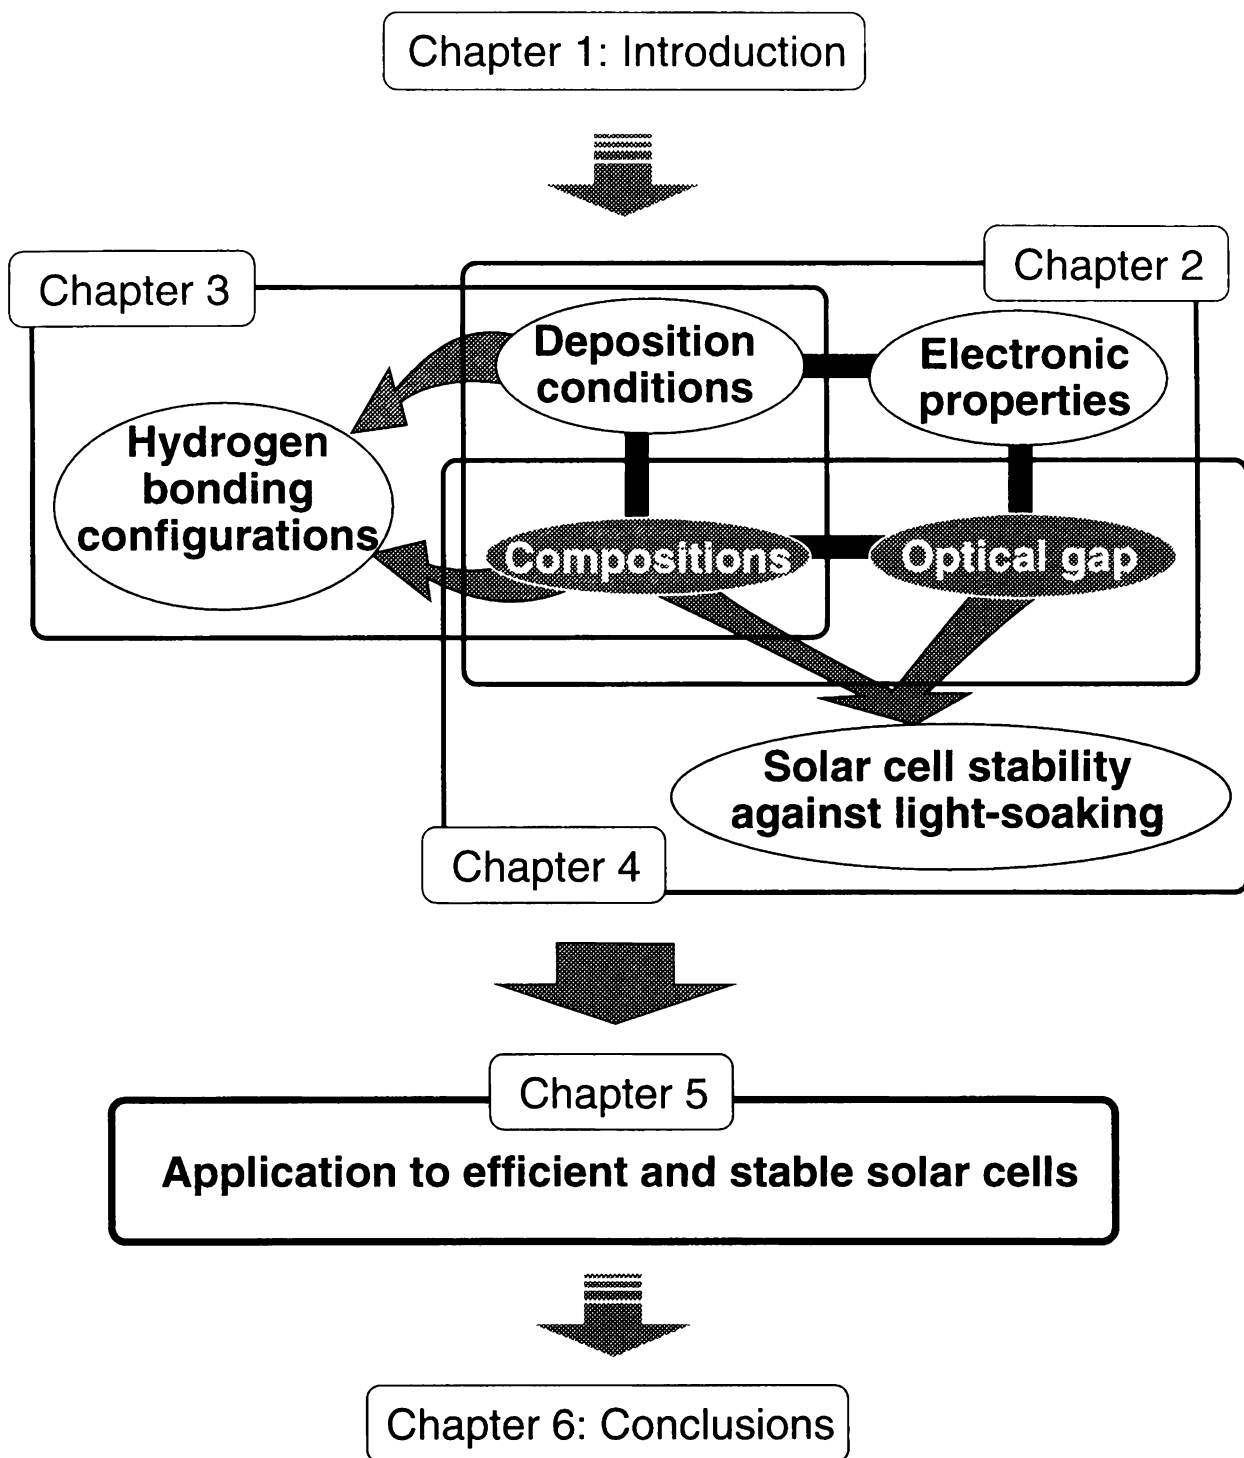 Chapter 1: Introduction
Chapter 3
Chapter 2
Deposition
conditions
Electronic
properties
Hydrogen
bonding
configurations
Compositions
Optical gap
Solar cell stability
against light-soaking
Chapter 4
Chapter 5
Application to efficient and stable solar cells
Chapter 6: Conclusions